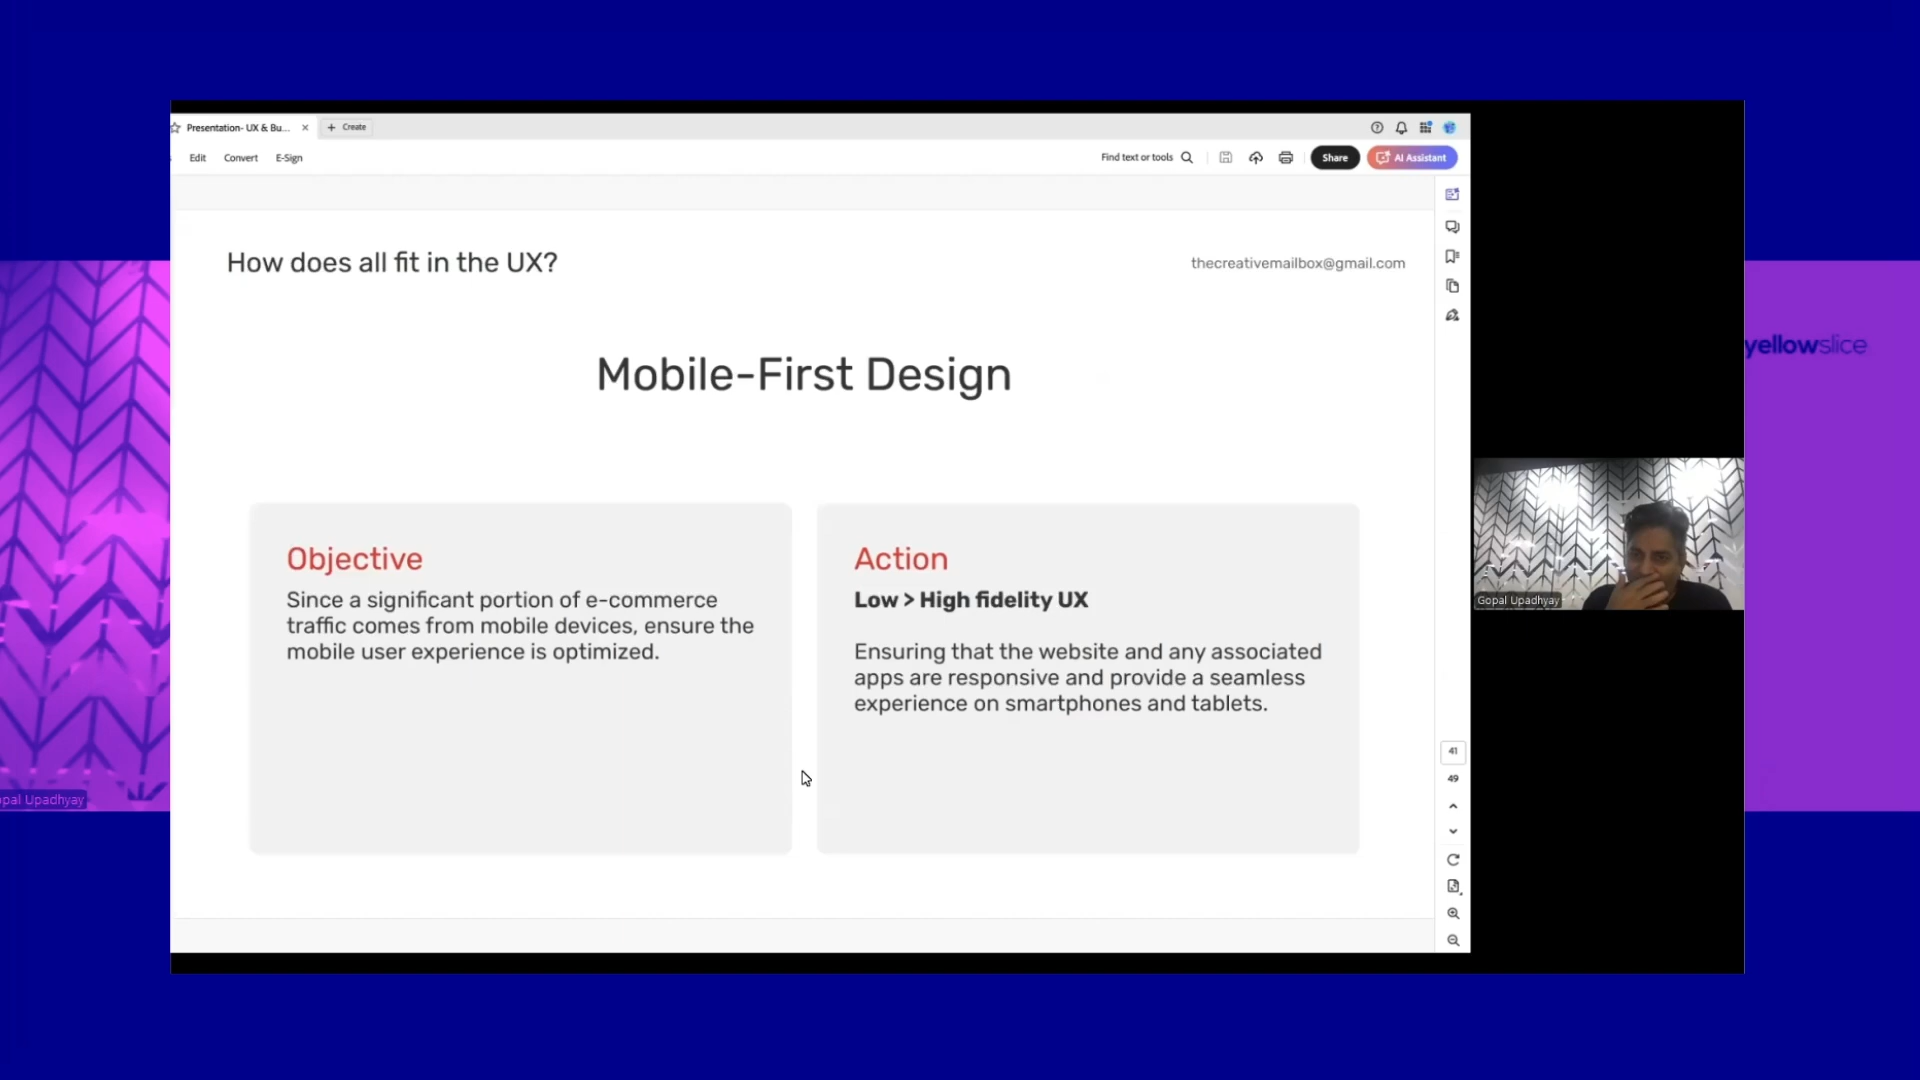 Presentation- UX & Bu...
Create
Edit
Convert
E-Sign
Find text or tools
Share
AI Assistant
How does all fit in the UX?
thecreativemailbox@gmail.com
Mobile-First Design
Objective
Since a significant portion of e-commerce
traffic comes from mobile devices, ensure the
mobile user experience is optimized.
Action
Low > High fidelity UX
Ensuring that the website and any associated
apps are responsive and provide a seamless
experience on smartphones and tablets.
41
49
Gopal Upadhyay
yellowslice
opal Upadhyay